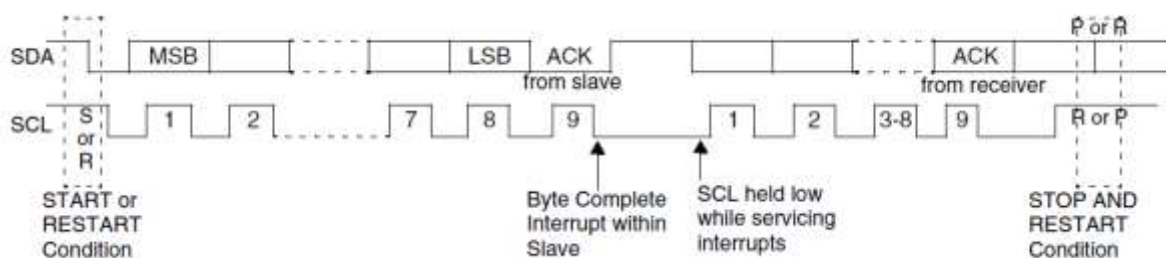 P or R
SDA MSB LSB ACK ACK
from slave from receiver
SCL S or R 1 2 7 8 9 1 2 3-8 9 R or P
START or RESTART Condition
Byte Complete Interrupt within Slave
SCL held low while servicing interrupts
STOP AND RESTART Condition